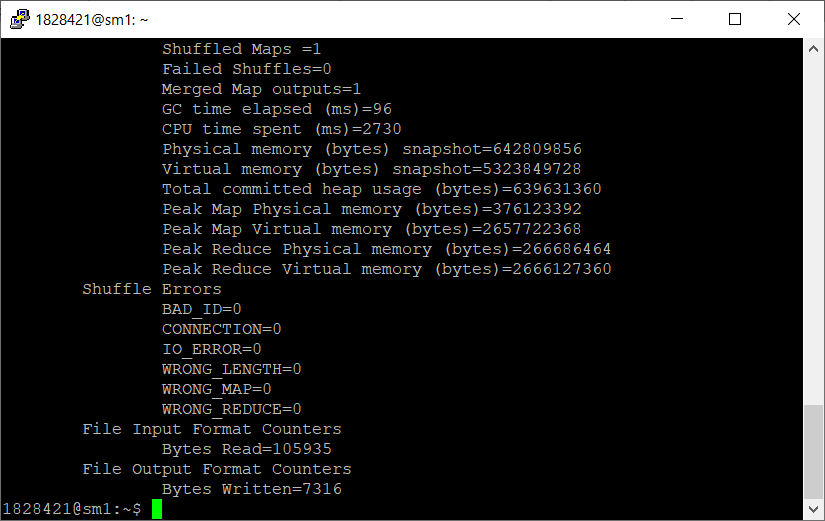 1828421@sm1: ~
Shuffled Maps =1
Failed Shuffles=0
Merged Map outputs=1
GC time elapsed (ms)=96
CPU time spent (ms)=2730
Physical memory (bytes) snapshot=642809856
Virtual memory (bytes) snapshot=5323849728
Total committed heap usage (bytes)=639631360
Peak Map Physical memory (bytes)=376123392
Peak Map Virtual memory (bytes)=2657722368
Peak Reduce Physical memory (bytes)=266686464
Peak Reduce Virtual memory (bytes)=2666127360
Shuffle Errors
BAD_ID=0
CONNECTION=0
IO_ERROR=0
WRONG_LENGTH=0
WRONG_MAP=0
WRONG_REDUCE=0
File Input Format Counters
Bytes Read=105935
File Output Format Counters
Bytes Written=7316
1828421@sm1:~$